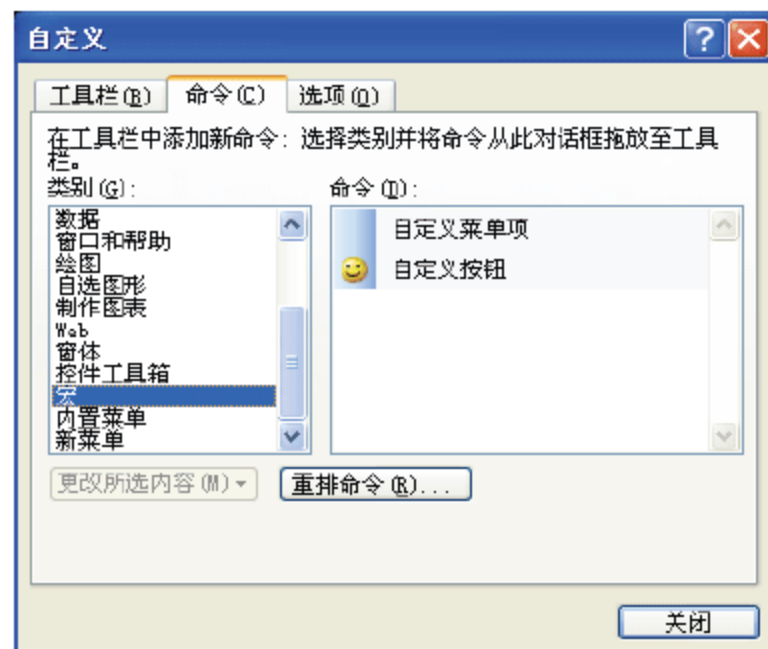 自定义
工具栏(B) 命令(C) 选项(O)
在工具栏中添加新命令：选择类别并将命令从此对话框拖放至工具
栏。
类别(G)： 命令(D)：
数据
窗口和帮助
绘图
自选图形
制作图表
Web
窗体
控件工具箱
宏
内置菜单
新菜单
自定义菜单项
自定义按钮
更改所选内容(M)
重排命令(R)...
关闭